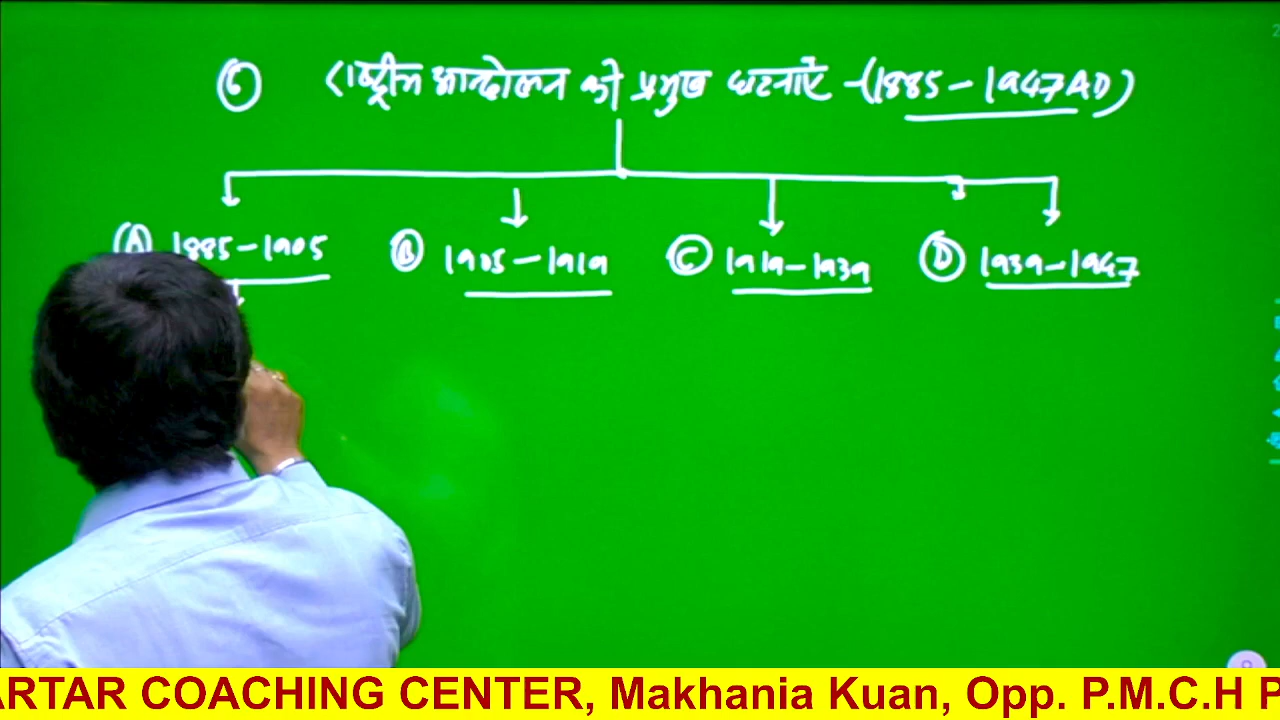 ⑥ राष्ट्रीय आन्दोलन की प्रमुख घटनाएं - (1885 - 1947 AD)
Ⓐ 1885 - 1905 Ⓑ 1905 - 1919 Ⓒ 1919 - 1939 Ⓓ 1939 - 1947
ARTAR COACHING CENTER, Makhania Kuan, Opp. P.M.C.H P